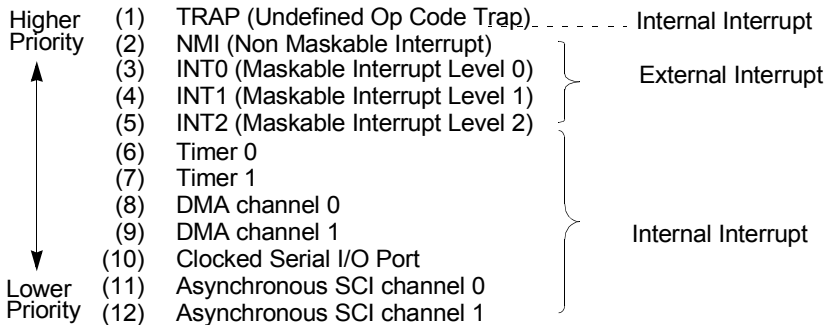 Higher Priority
(1) TRAP (Undefined Op Code Trap) Internal Interrupt
(2) NMI (Non Maskable Interrupt)
(3) INT0 (Maskable Interrupt Level 0)
External Interrupt
(4) INT1 (Maskable Interrupt Level 1)
(5) INT2 (Maskable Interrupt Level 2)
(6) Timer 0
(7) Timer 1
(8) DMA channel 0
(9) DMA channel 1
Internal Interrupt
(10) Clocked Serial I/O Port
(11) Asynchronous SCI channel 0
(12) Asynchronous SCI channel 1
Lower Priority